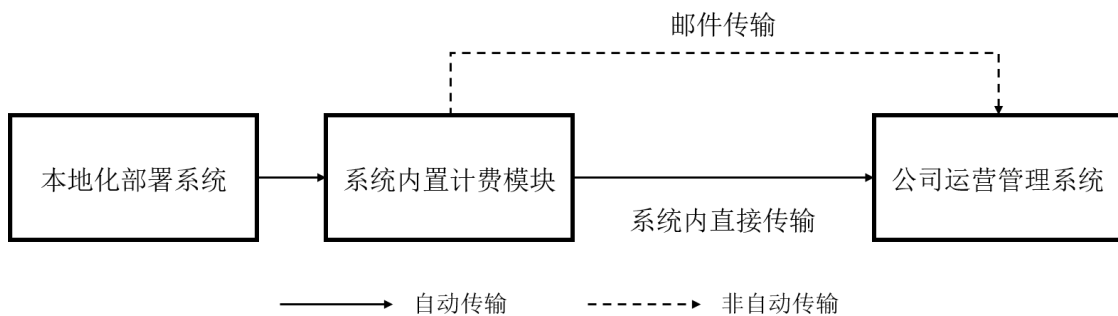 邮件传输
本地化部署系统
系统内置计费模块
公司运营管理系统
系统内直接传输
自动传输
非自动传输